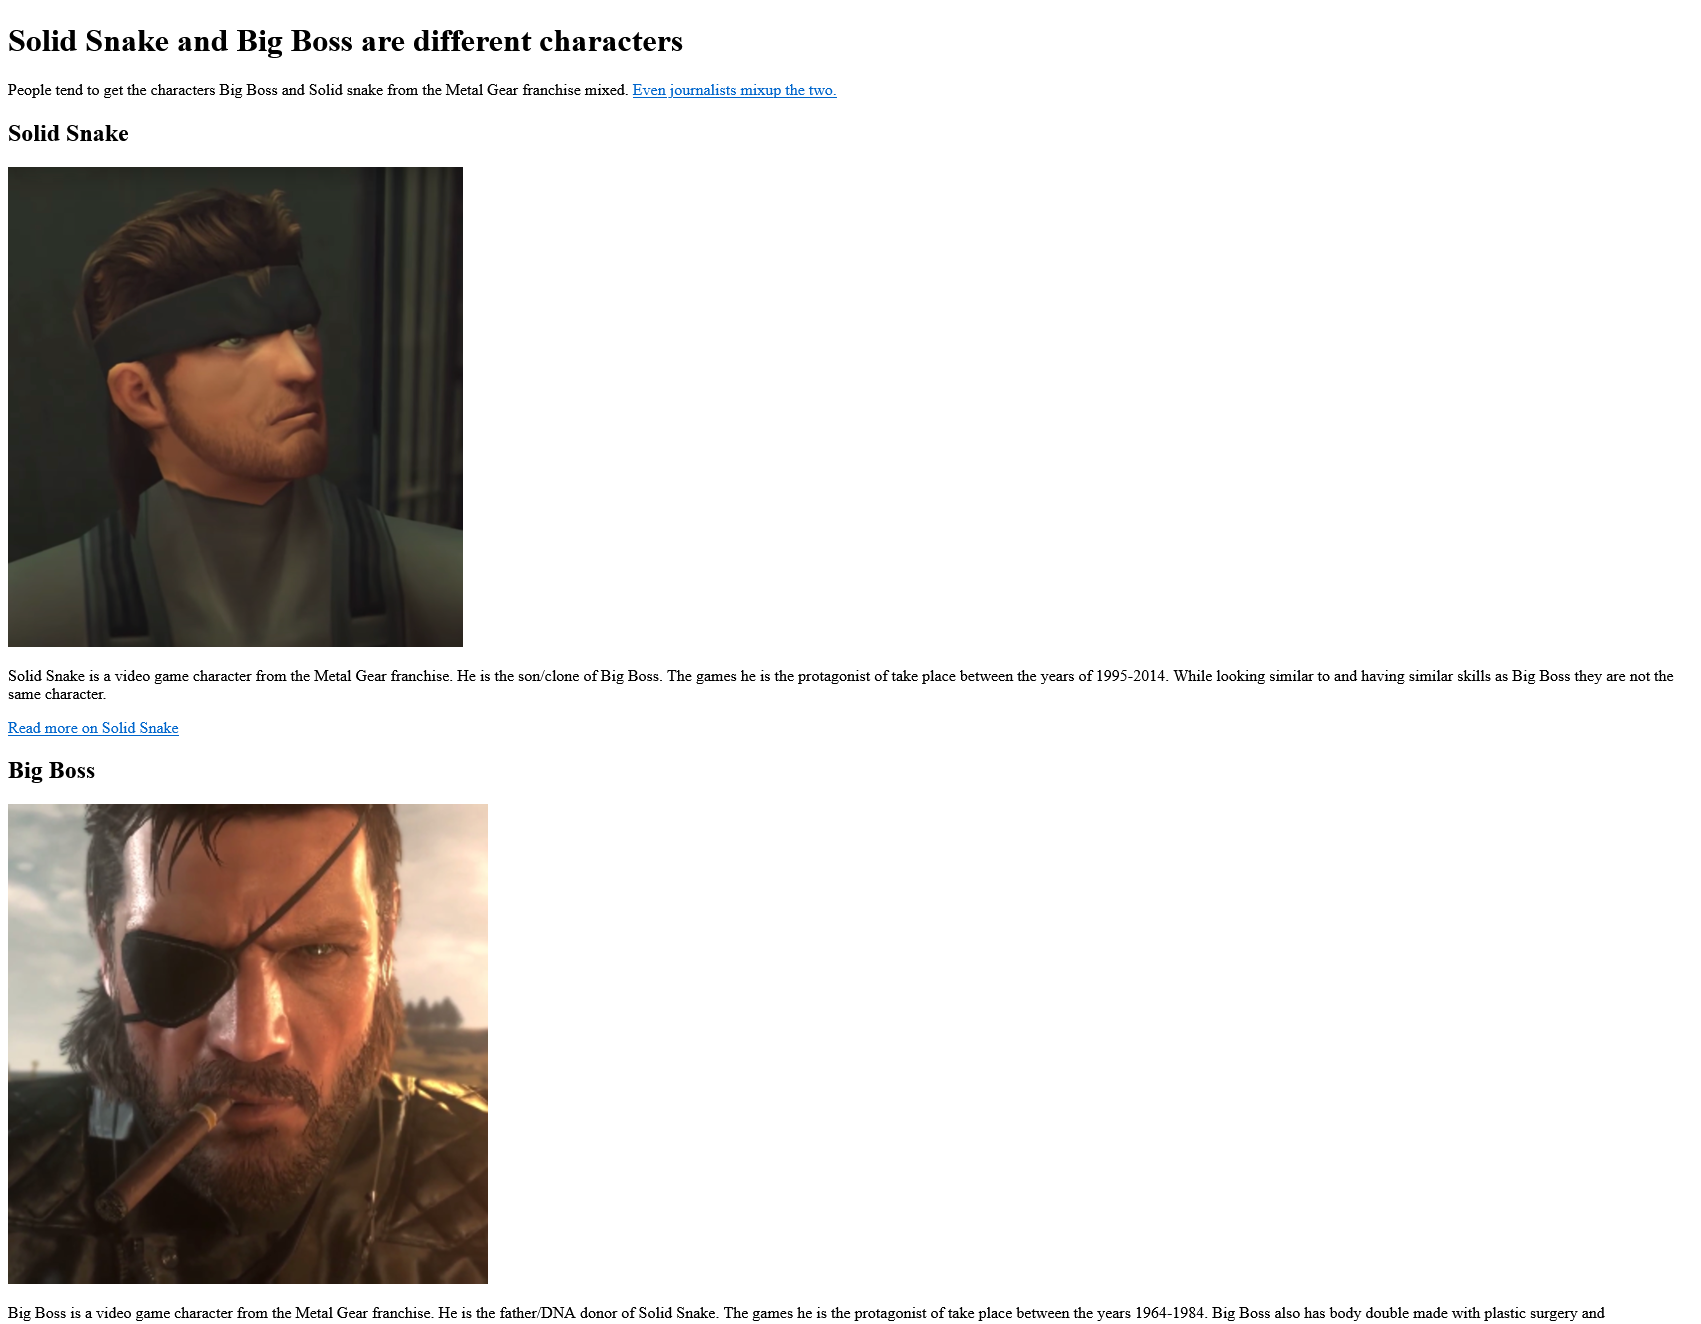 Solid Snake and Big Boss are different characters
People tend to get the characters Big Boss and Solid snake from the Metal Gear franchise mixed. Even journalists mixup the two.
Solid Snake
Solid Snake is a video game character from the Metal Gear franchise. He is the son/clone of Big Boss. The games he is the protagonist of take place between the years of 1995-2014. While looking similar to and having similar skills as Big Boss they are not the
same character.
Read more on Solid Snake
Big Boss
Big Boss is a video game character from the Metal Gear franchise. He is the father/DNA donor of Solid Snake. The games he is the protagonist of take place between the years 1964-1984. Big Boss also has body double made with plastic surgery and